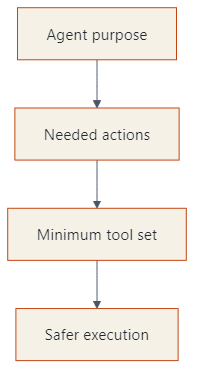 Agent purpose
Needed actions
Minimum tool set
Safer execution